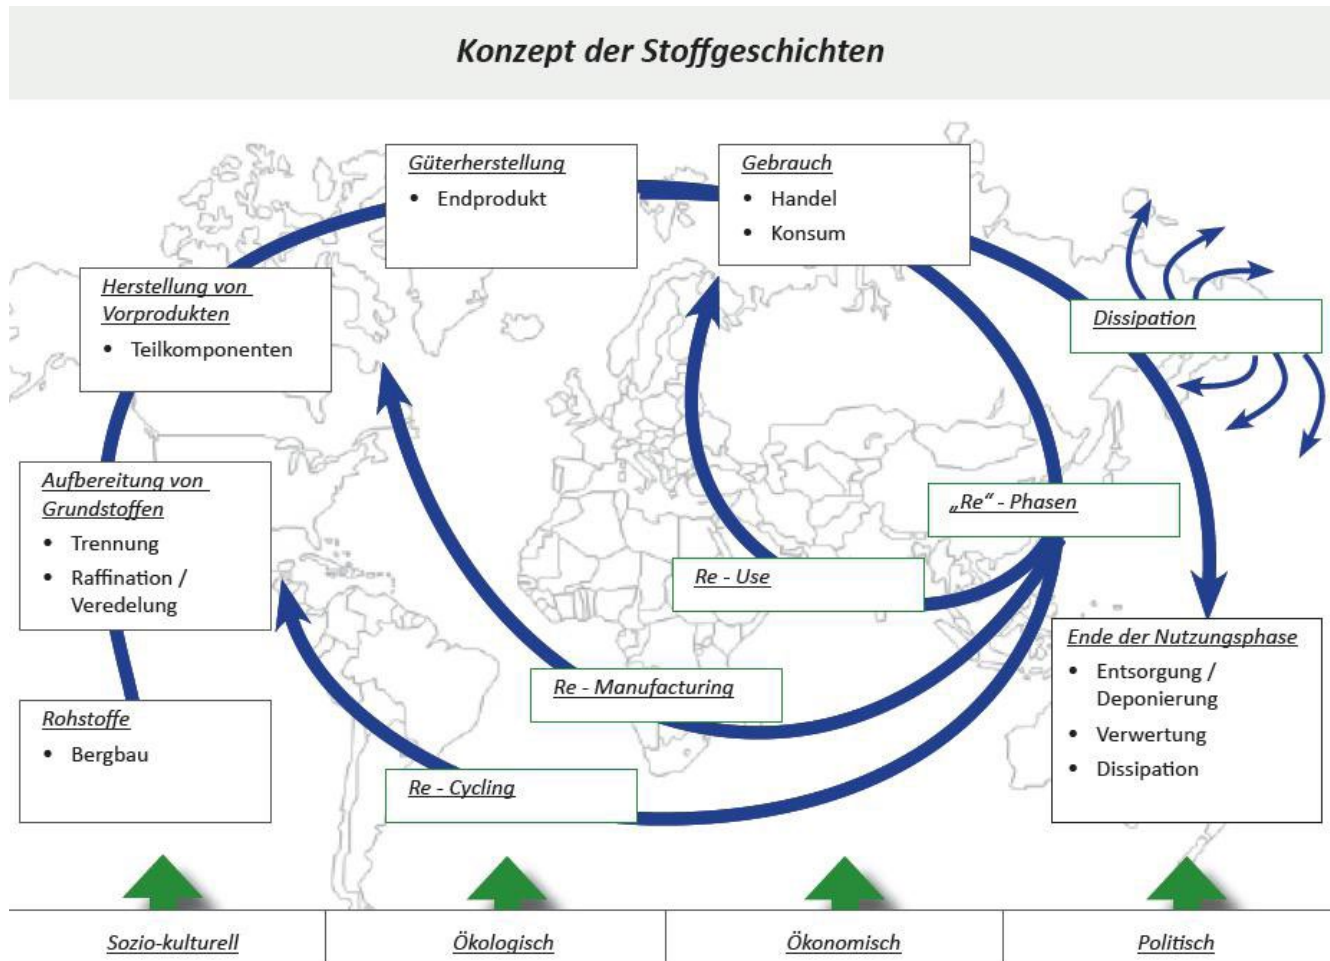 Konzept der Stoffgeschichten
Güterherstellung
• Endprodukt
Gebrauch
• Handel
• Konsum
Herstellung von
Vorprodukten
• Teilkomponenten
Dissipation
Aufbereitung von
Grundstoffen
• Trennung
• Raffination /
Veredelung
„Re“ - Phasen
Re - Use
Re - Manufacturing
Re - Cycling
Rohstoffe
• Bergbau
Ende der Nutzungsphase
• Entsorgung /
Deponierung
• Verwertung
• Dissipation
Sozio-kulturell
Ökologisch
Ökonomisch
Politisch